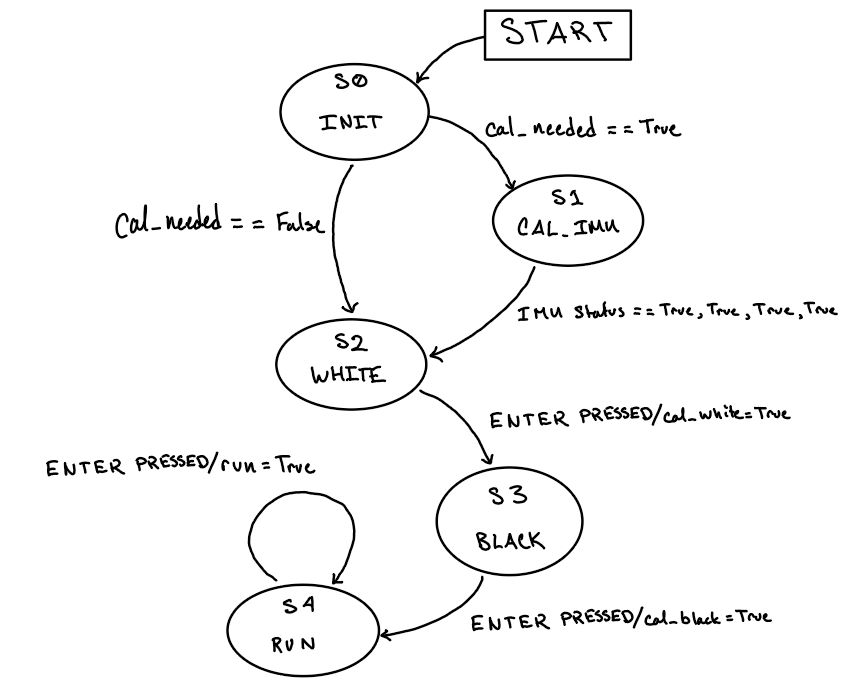 START
S0
INIT
Cal_needed == True
S1
CAL_IMU
Cal_needed == False
IMU Status == True, True, True, True
S2
WHITE
ENTER PRESSED/cal_white=True
ENTER PRESSED/run=True
S3
BLACK
S4
RUN
ENTER PRESSED/cal_black=True